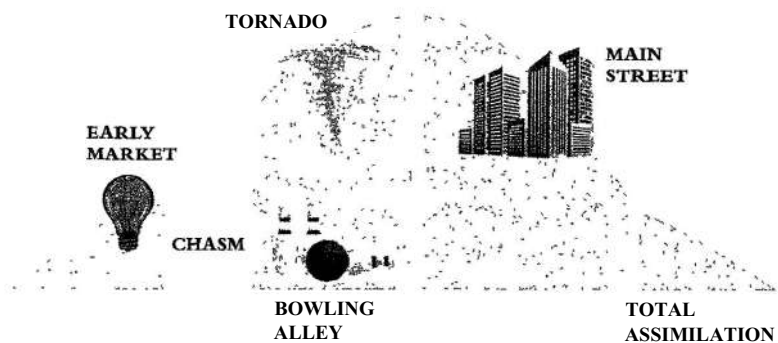 TORNADO
MAIN
STREET
EARLY
MARKET
CHASM
BOWLING
ALLEY
TOTAL
ASSIMILATION